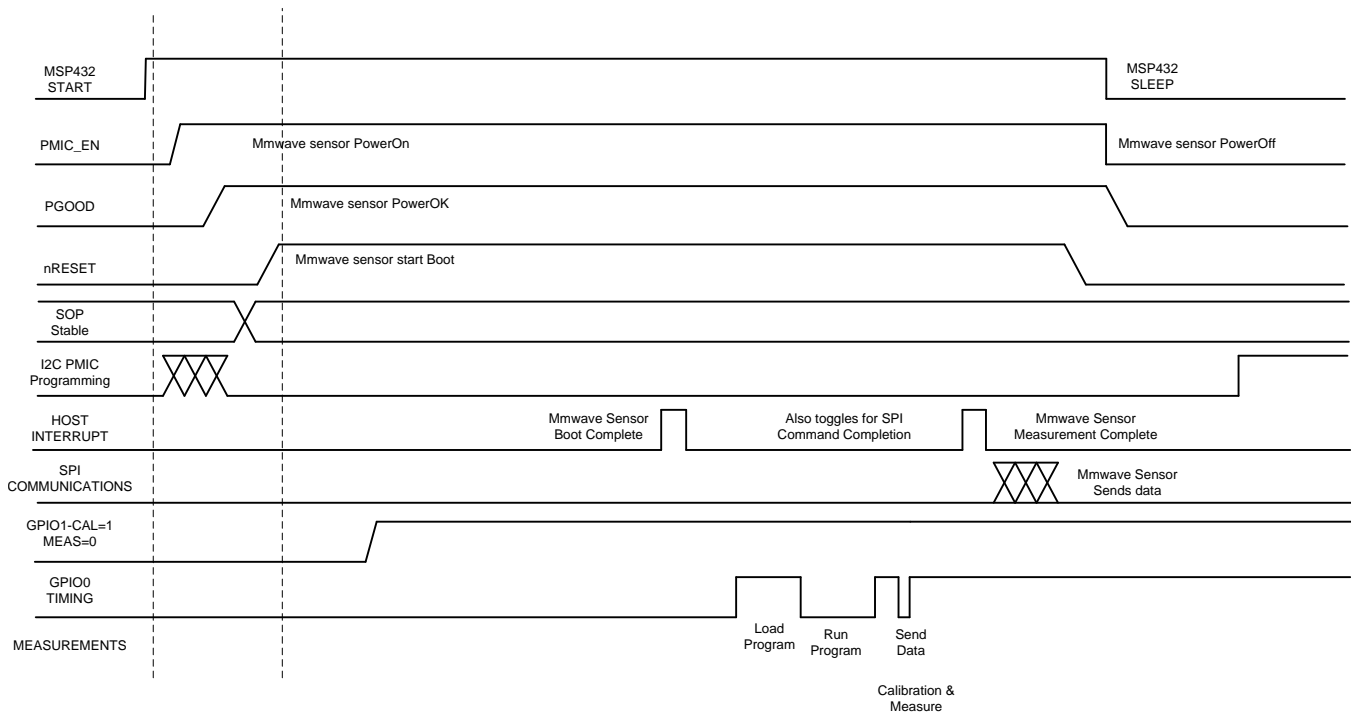 MSP432
START
MSP432
SLEEP
PMIC_EN
Mmwave sensor PowerOn
Mmwave sensor PowerOff
PGOOD
Mmwave sensor PowerOK
nRESET
Mmwave sensor start Boot
SOP
Stable
I2C PMIC
Programming
HOST
INTERRUPT
Mmwave Sensor
Boot Complete
Also toggles for SPI
Command Completion
Mmwave Sensor
Measurement Complete
SPI
COMMUNICATIONS
Mmwave Sensor
Sends data
GPIO1-CAL=1
MEAS=0
GPIO0
TIMING
MEASUREMENTS
Load
Program
Run
Program
Send
Data
Calibration &
Measure